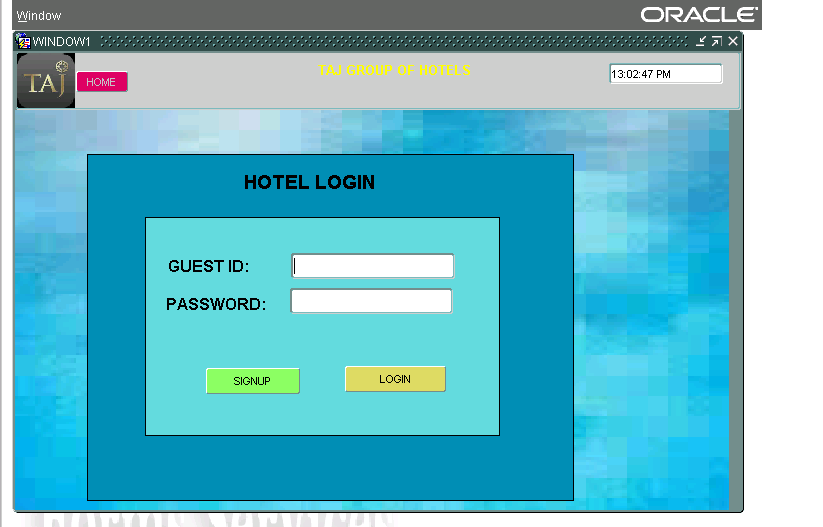 Window
ORACLE
WINDOW1
TAJ
HOME
TAJ GROUP OF HOTELS
13:02:47 PM
HOTEL LOGIN
GUEST ID:
PASSWORD:
SIGNUP
LOGIN